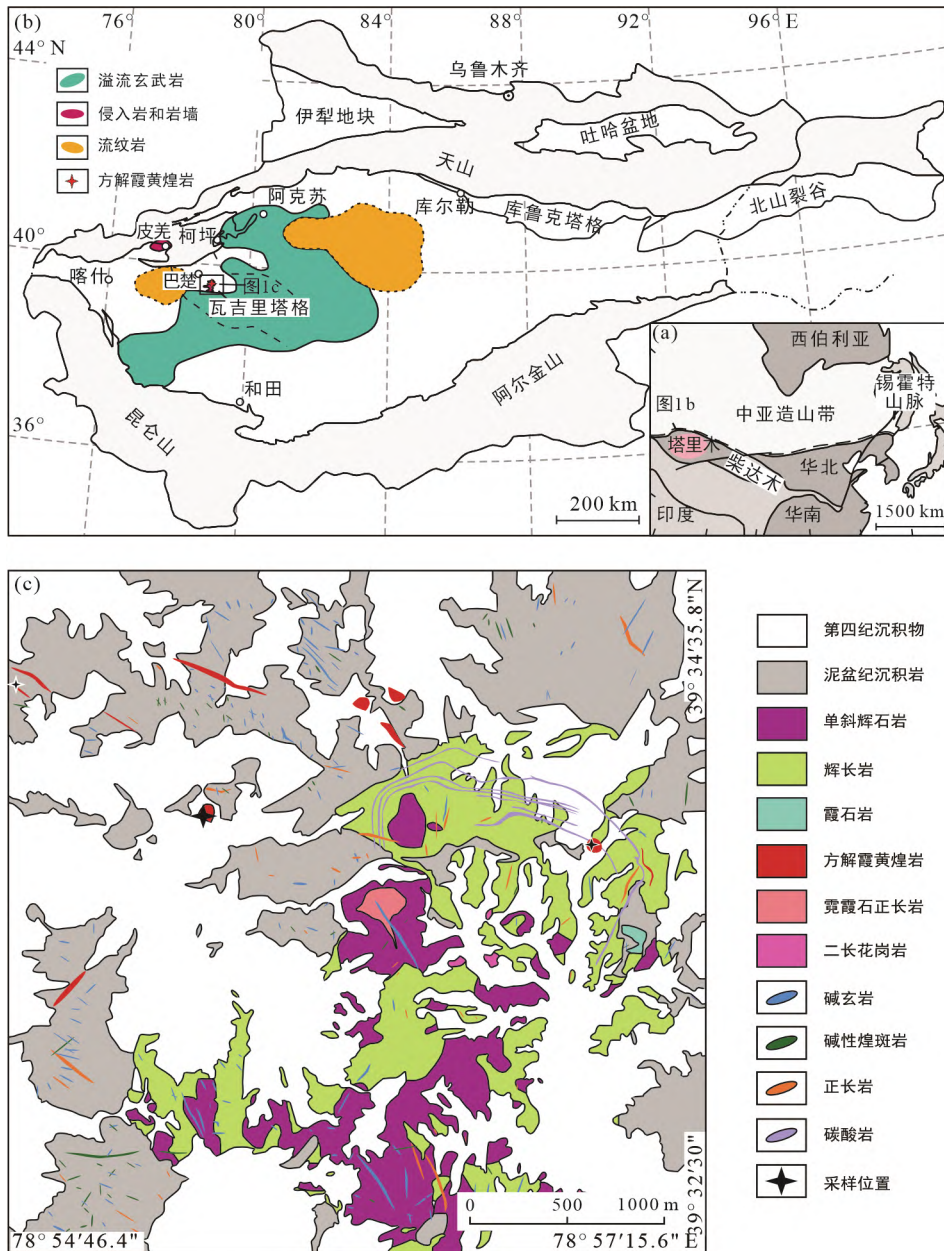 (b)
76°
80°
84°
88°
92°
96° E
44° N
40°
36°
溢流玄武岩
侵入岩和岩墙
流纹岩
方解霞黄煌岩
乌鲁木齐
伊犁地块
吐哈盆地
天山
阿克苏
库尔勒
库鲁克塔格
北山裂谷
皮羌
柯坪
喀什
巴楚
图1c
瓦吉里塔格
和田
昆仑山
阿尔金山
200 km
(a)
西伯利亚
锡霍特
山脉
图1b
中亚造山带
塔里木
柴达木
华北
印度
华南
1500 km
(c)
39° 34′35.8″N
39° 32′30″N
78° 54′46.4″
78° 57′15.6″E
0 500 1000 m
第四纪沉积物
泥盆纪沉积岩
单斜辉石岩
辉长岩
霞石岩
方解霞黄煌岩
霓霞石正长岩
二长花岗岩
碱玄岩
碱性煌斑岩
正长岩
碳酸岩
采样位置